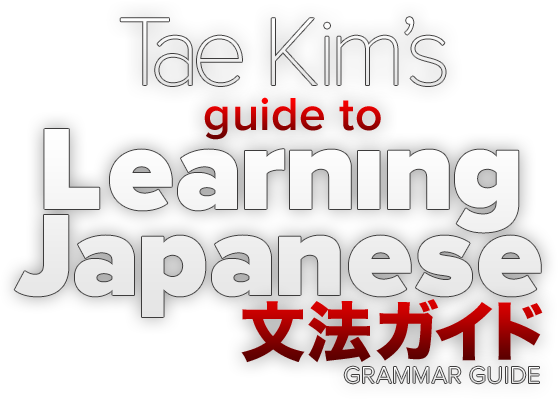 Tae Kim's
guide to
Learning
Japanese
文法ガイド
GRAMMAR GUIDE